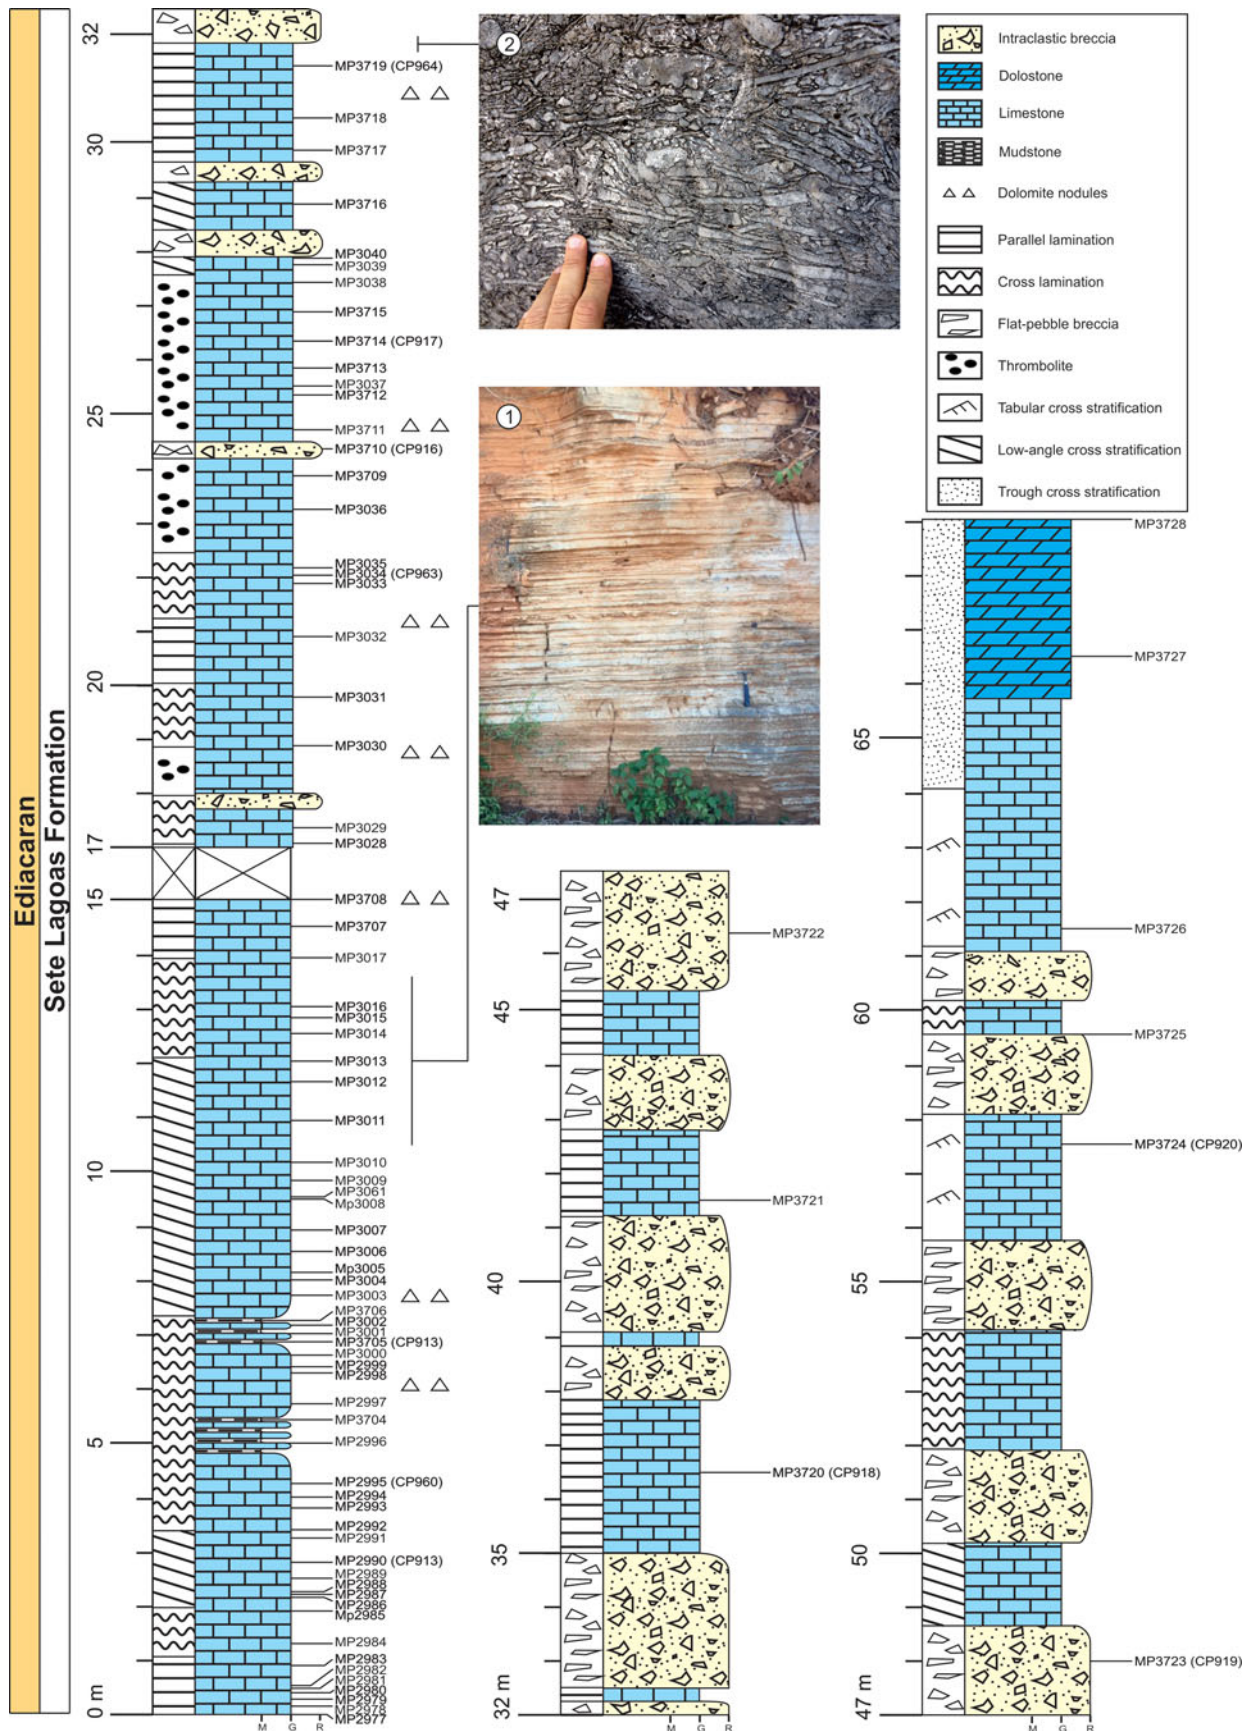 Ediacaran
Sete Lagoas Formation
32
30
25
20
17
15
10
5
0 m
MP3719 (CP964)
MP3718
MP3717
MP3716
MP3040
MP3039
MP3038
MP3715
MP3714 (CP917)
MP3713
MP3037
MP3712
MP3711
MP3710 (CP916)
MP3709
MP3036
MP3035
MP3034 (CP963)
MP3033
MP3032
MP3031
MP3030
MP3029
MP3028
MP3708
MP3707
MP3017
MP3016
MP3015
MP3014
MP3013
MP3012
MP3011
MP3010
MP3009
MP3061
Mp3008
MP3007
MP3006
Mp3005
MP3004
MP3003
MP3706
MP3002
MP3001
MP3705 (CP913)
MP3000
MP2999
MP2998
MP2997
MP3704
MP2996
MP2995 (CP960)
MP2994
MP2993
MP2992
MP2991
MP2990 (CP913)
MP2989
MP2988
MP2987
MP2986
Mp2985
MP2984
MP2983
MP2982
MP2981
MP2980
MP2979
MP2978
MP2977
M G R
2
1
47
45
40
35
32 m
MP3722
MP3721
MP3720 (CP918)
M G R
Intraclastic breccia
Dolostone
Limestone
Mudstone
Dolomite nodules
Parallel lamination
Cross lamination
Flat-pebble breccia
Thrombolite
Tabular cross stratification
Low-angle cross stratification
Trough cross stratification
65
60
55
50
47 m
MP3728
MP3727
MP3726
MP3725
MP3724 (CP920)
MP3723 (CP919)
M G R